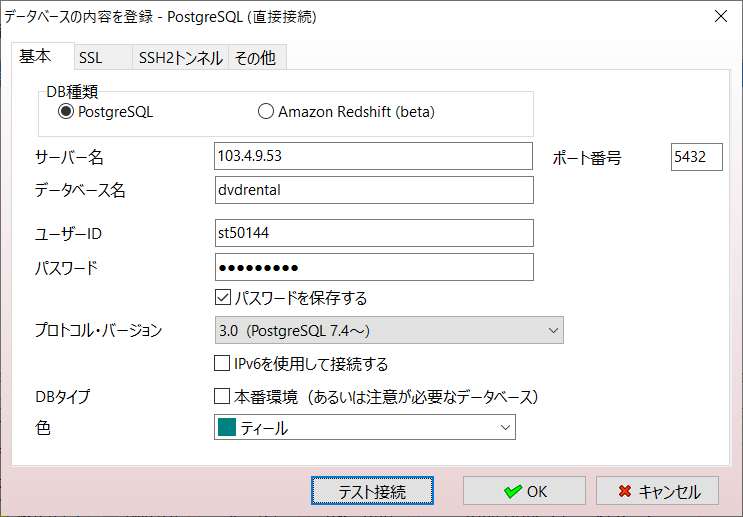 データベースの内容を登録 - PostgreSQL (直接接続)
基本 SSL SSH2トンネル その他
DB種類
PostgreSQL Amazon Redshift (beta)
サーバー名 103.4.9.53 ポート番号 5432
データベース名 dvdrental
ユーザーID st50144
パスワード ●●●●●●●●●
パスワードを保存する
プロトコル・バージョン 3.0（PostgreSQL 7.4～）
IPv6を使用して接続する
DBタイプ 本番環境（あるいは注意が必要なデータベース）
色 ティール
テスト接続 OK キャンセル